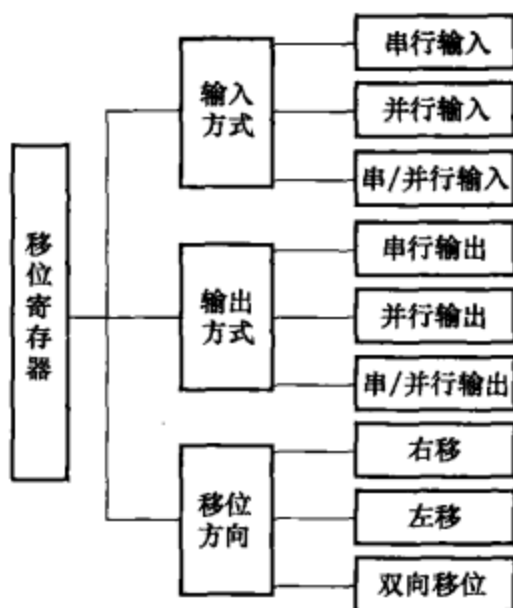 移位寄存器
输入
方式
串行输入
并行输入
串/并行输入
输出
方式
串行输出
并行输出
串/并行输出
移位
方向
右移
左移
双向移位